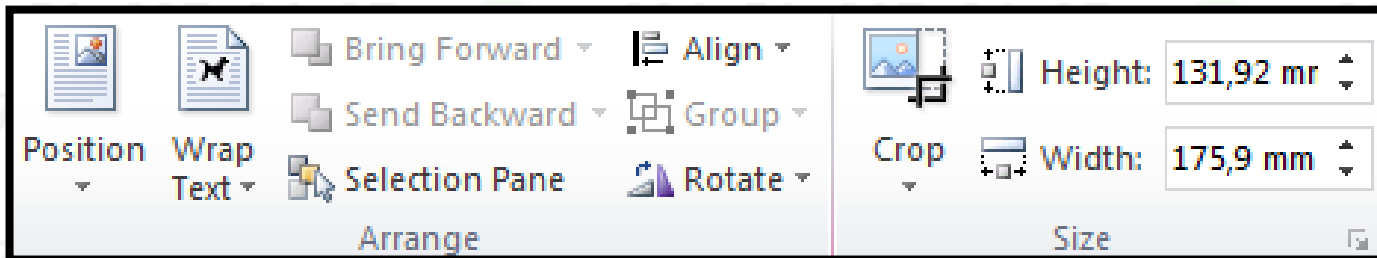 Position
Wrap
Text
Bring Forward
Send Backward
Selection Pane
Align
Group
Rotate
Arrange
Crop
Height: 131,92 mr
Width: 175,9 mm
Size